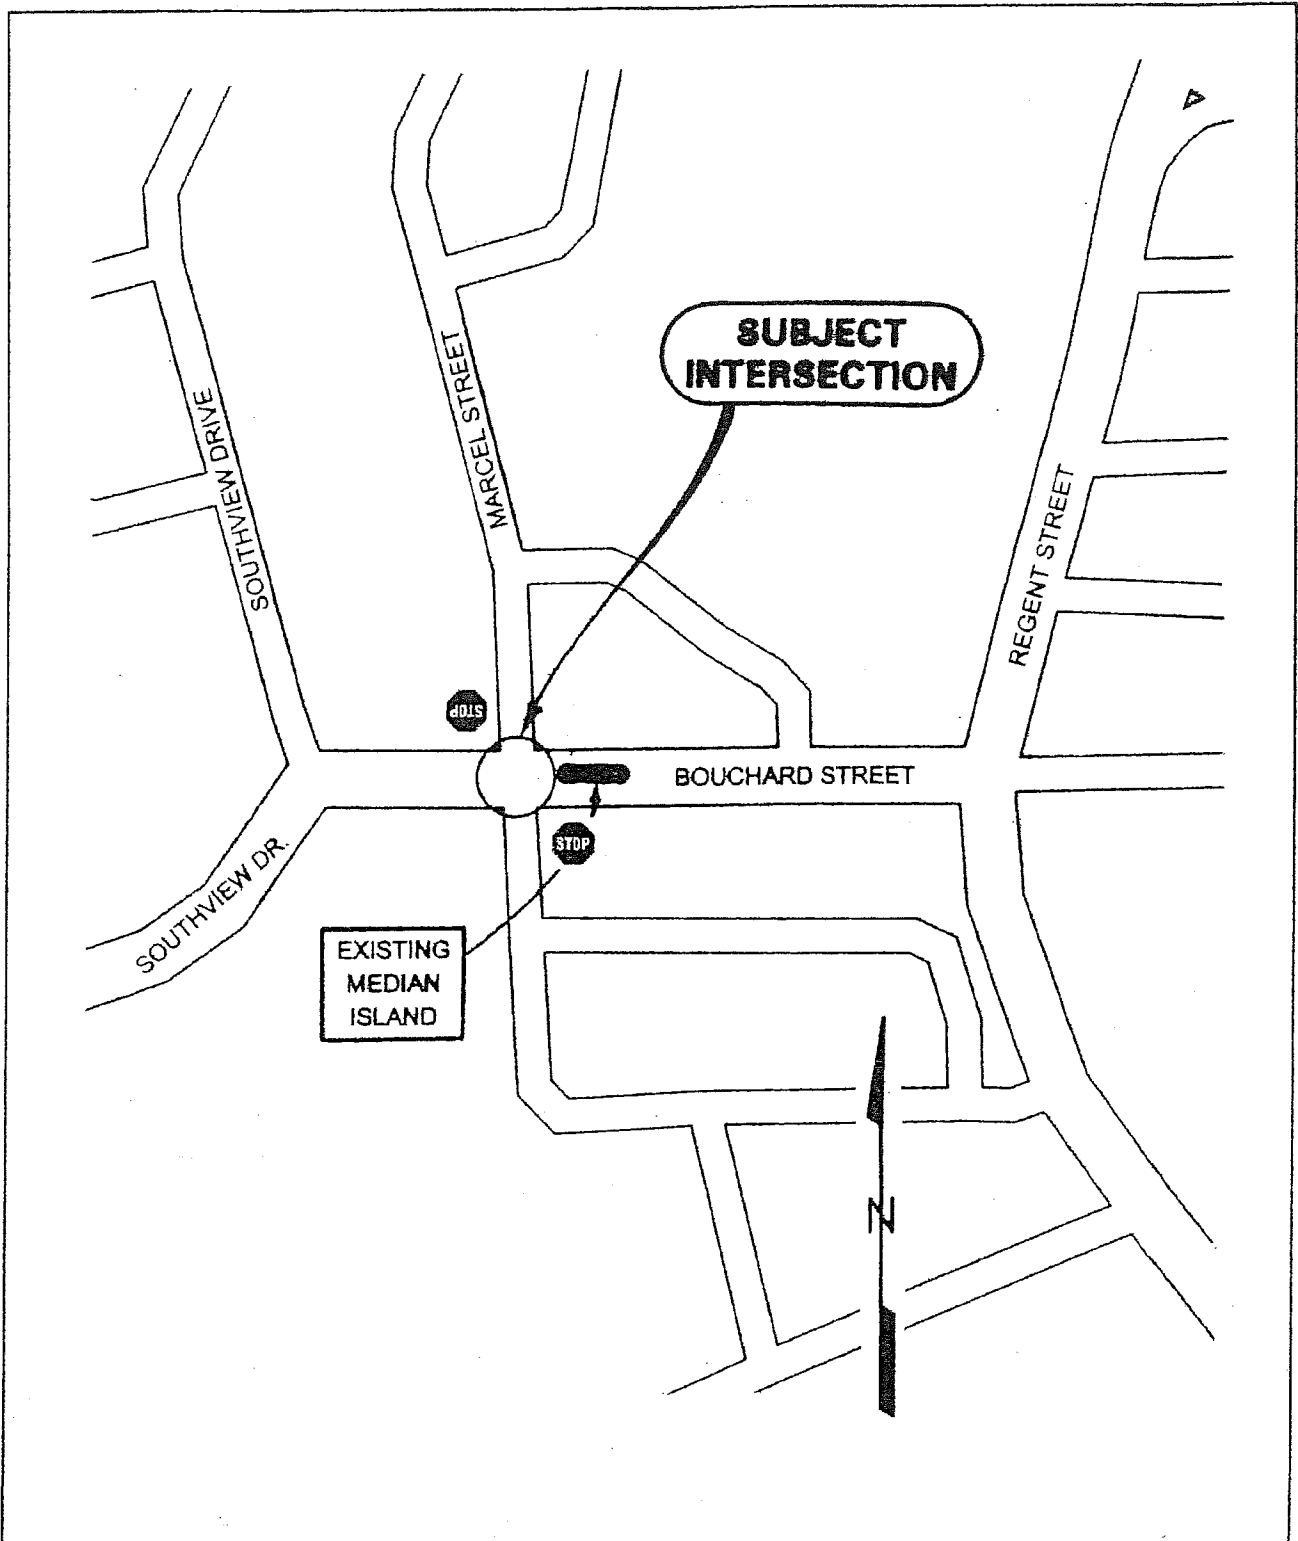 SUBJECT
INTERSECTION
SOUTHVIEW DRIVE
MARCEL STREET
REGENT STREET
STOP
BOUCHARD STREET
STOP
SOUTHVIEW DR.
EXISTING
MEDIAN
ISLAND
N